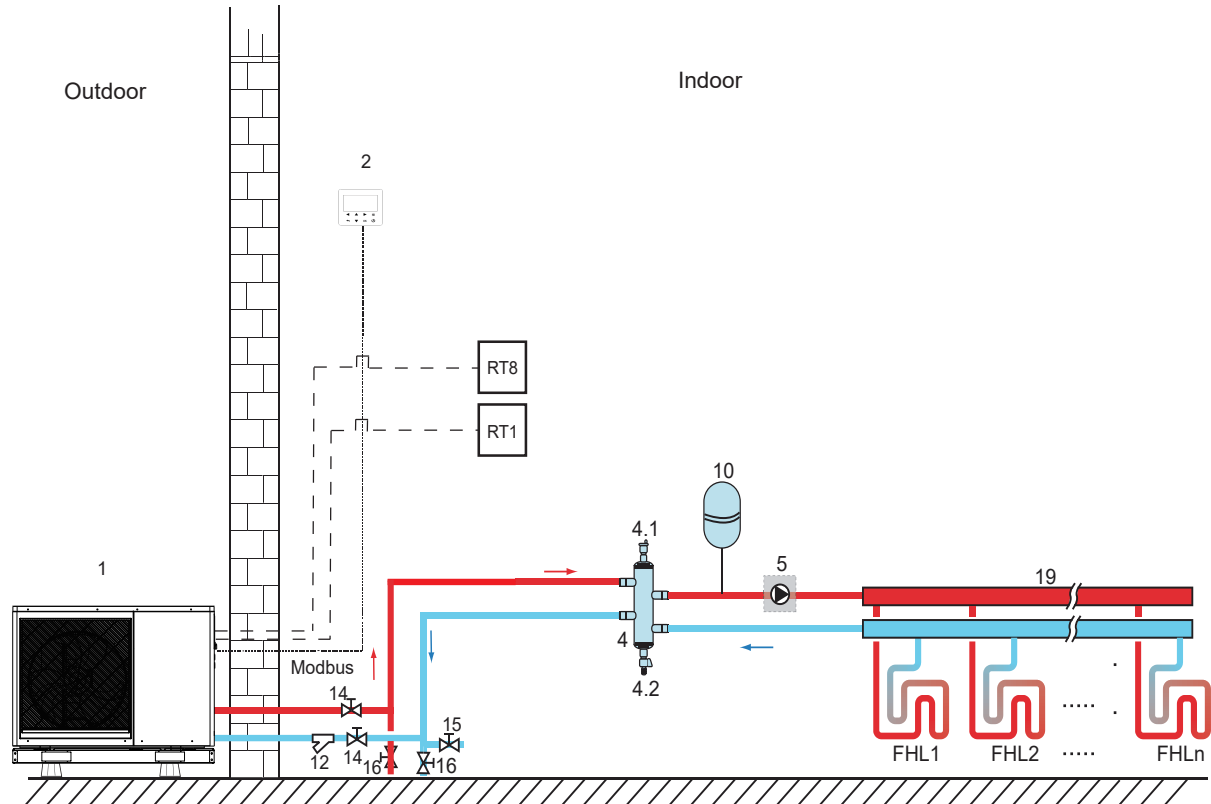 Outdoor
Indoor
2
RT8
RT1
10
4.1
5
19
1
4
Modbus
4.2
14
15
12
14
16
16
FHL1
FHL2
.....
.....
FHLn